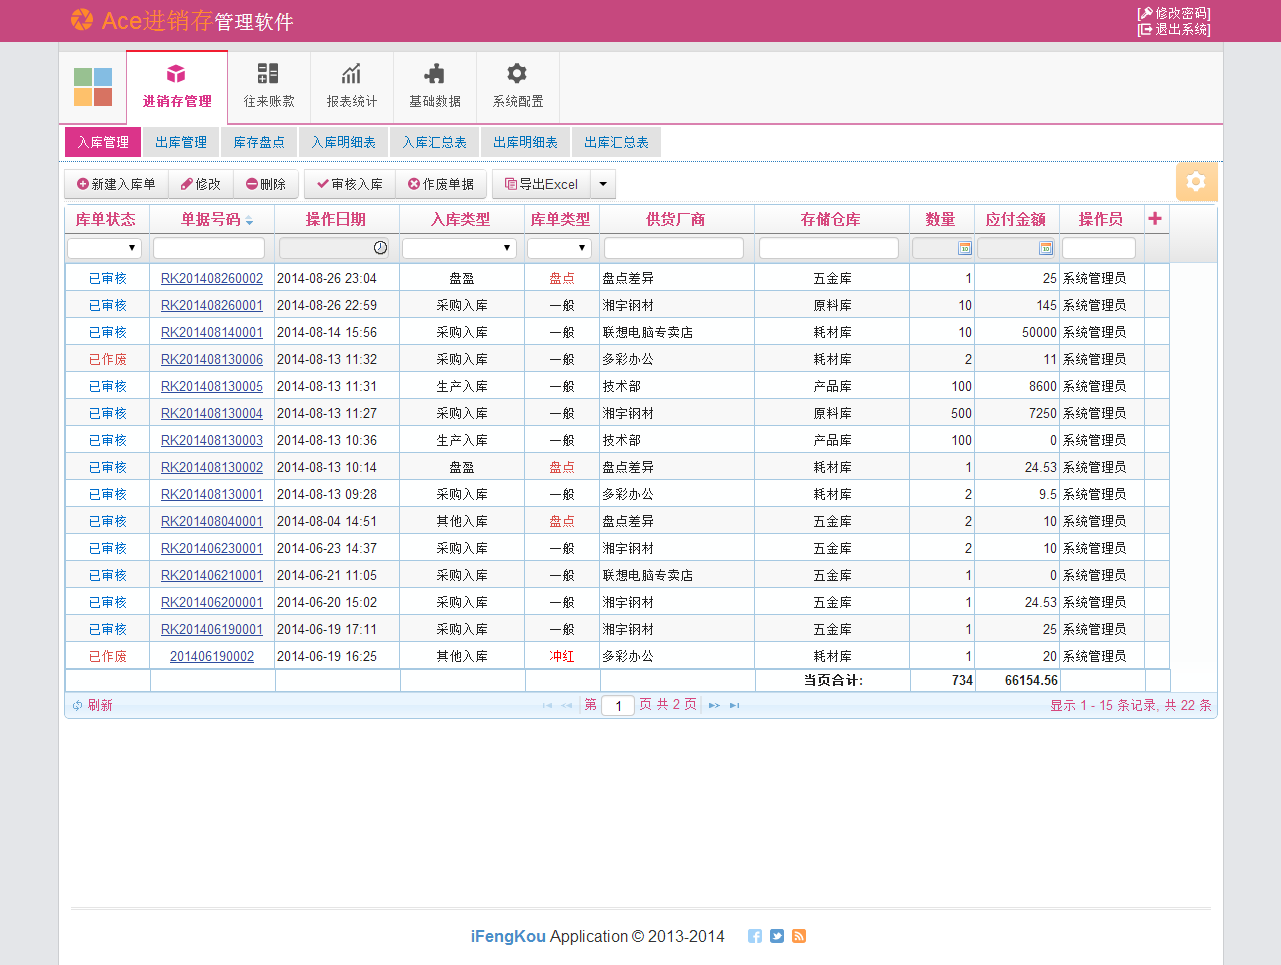 Ace进销存管理软件
[修改密码]
[退出系统]
进销存管理 往来账款 报表统计 基础数据 系统配置
入库管理 出库管理 库存盘点 入库明细表 入库汇总表 出库明细表 出库汇总表
新建入库单 修改 删除 审核入库 作废单据 导出Excel
库单状态 单据号码 操作日期 入库类型 库单类型 供货厂商 存储仓库 数量 应付金额 操作员
已审核 RK201408260002 2014-08-26 23:04 盘盈 盘点 盘点差异 五金库 1 25 系统管理员
已审核 RK201408260001 2014-08-26 22:59 采购入库 一般 湘宇钢材 原料库 10 145 系统管理员
已审核 RK201408140001 2014-08-14 15:56 采购入库 一般 联想电脑专卖店 耗材库 10 50000 系统管理员
已作废 RK201408130006 2014-08-13 11:32 采购入库 一般 多彩办公 耗材库 2 11 系统管理员
已审核 RK201408130005 2014-08-13 11:31 生产入库 一般 技术部 产品库 100 8600 系统管理员
已审核 RK201408130004 2014-08-13 11:27 采购入库 一般 湘宇钢材 原料库 500 7250 系统管理员
已审核 RK201408130003 2014-08-13 10:36 生产入库 一般 技术部 产品库 100 0 系统管理员
已审核 RK201408130002 2014-08-13 10:14 盘盈 盘点 盘点差异 耗材库 1 24.53 系统管理员
已审核 RK201408130001 2014-08-13 09:28 采购入库 一般 多彩办公 耗材库 2 9.5 系统管理员
已审核 RK201408040001 2014-08-04 14:51 其他入库 盘点 盘点差异 五金库 2 10 系统管理员
已审核 RK201406230001 2014-06-23 14:37 采购入库 一般 湘宇钢材 五金库 2 10 系统管理员
已审核 RK201406210001 2014-06-21 11:05 采购入库 一般 联想电脑专卖店 五金库 1 0 系统管理员
已审核 RK201406200001 2014-06-20 15:02 采购入库 一般 湘宇钢材 五金库 1 24.53 系统管理员
已审核 RK201406190001 2014-06-19 17:11 采购入库 一般 湘宇钢材 五金库 1 25 系统管理员
已作废 201406190002 2014-06-19 16:25 其他入库 冲红 多彩办公 耗材库 1 20 系统管理员
当页合计: 734 66154.56
刷新 第 1 页 共 2 页 显示 1 - 15 条记录, 共 22 条
iFengKou Application © 2013-2014